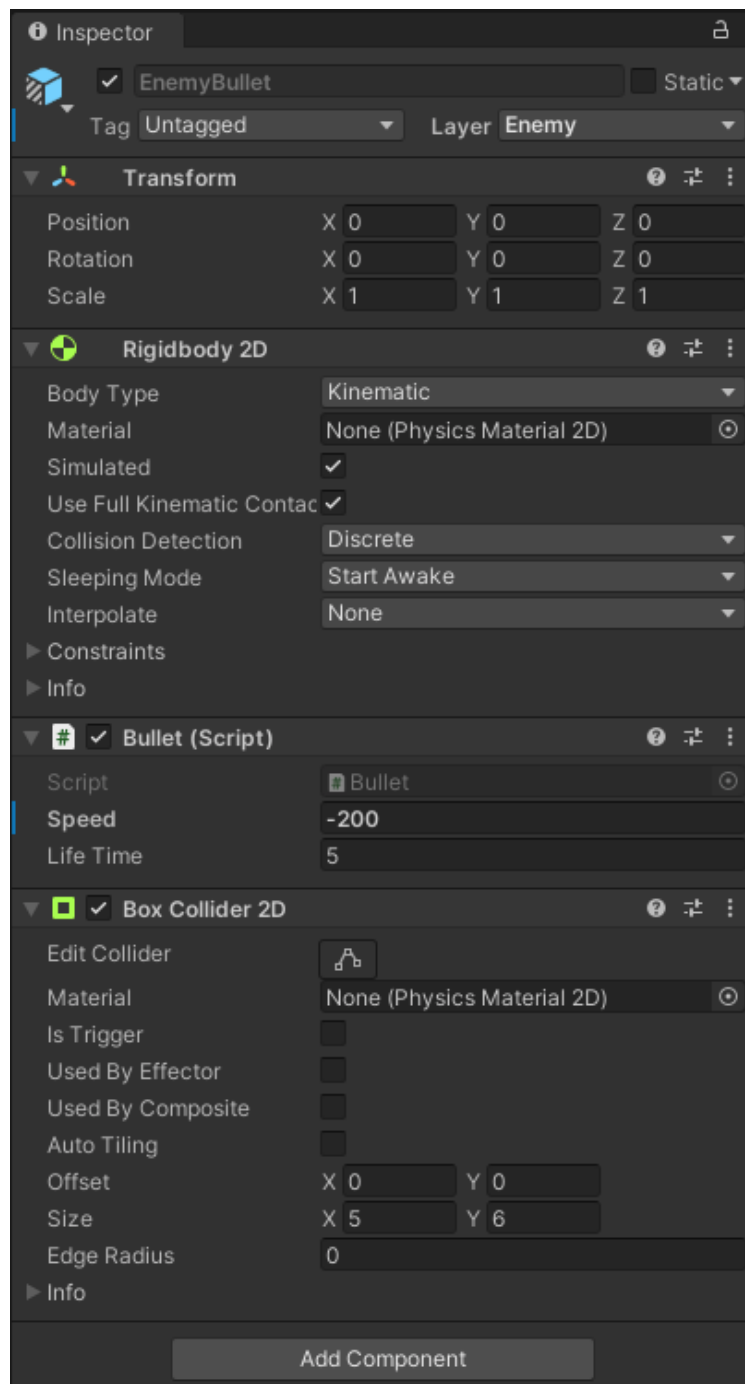 Inspector
EnemyBullet Static
Tag Untagged Layer Enemy
Transform
Position X 0 Y 0 Z 0
Rotation X 0 Y 0 Z 0
Scale X 1 Y 1 Z 1
Rigidbody 2D
Body Type Kinematic
Material None (Physics Material 2D)
Simulated
Use Full Kinematic Contac
Collision Detection Discrete
Sleeping Mode Start Awake
Interpolate None
Constraints
Info
# Bullet (Script)
Script # Bullet
Speed -200
Life Time 5
Box Collider 2D
Edit Collider
Material None (Physics Material 2D)
Is Trigger
Used By Effector
Used By Composite
Auto Tiling
Offset X 0 Y 0
Size X 5 Y 6
Edge Radius 0
Info
Add Component